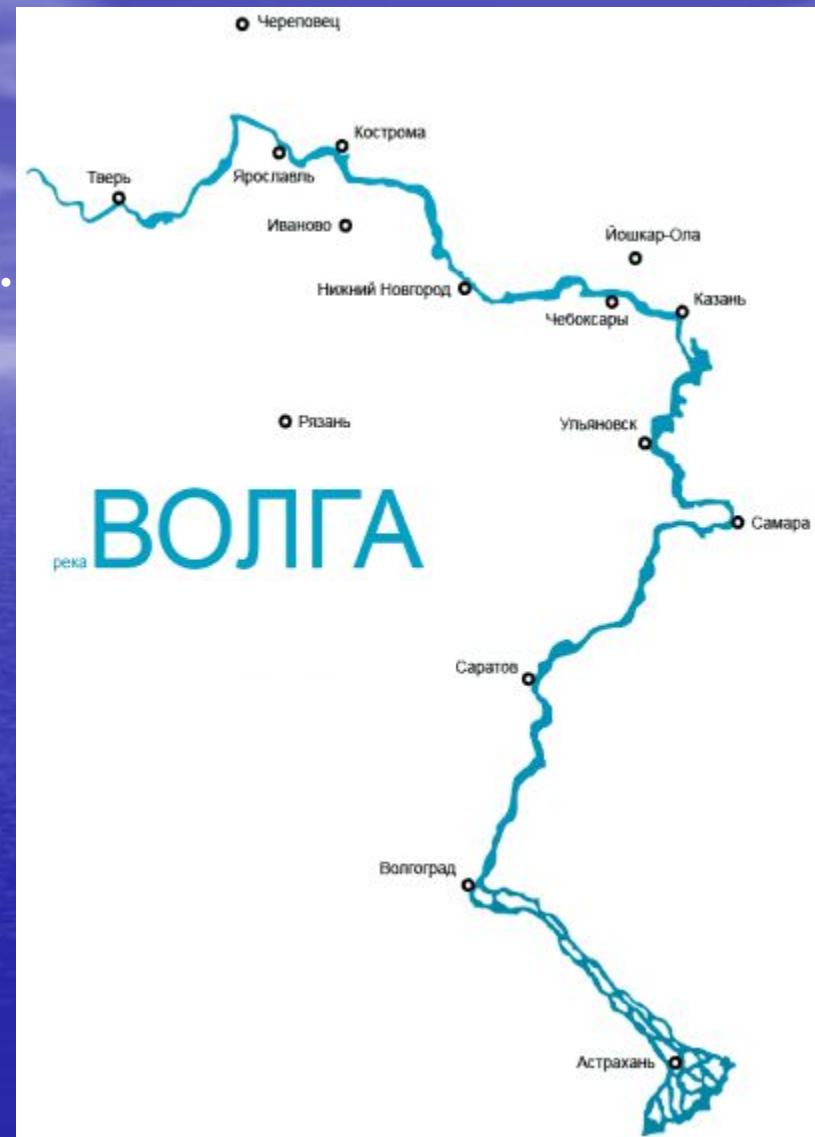 Череповец
Кострома
Тверь
Ярославль
Иваново
Йошкар-Ола
Нижний Новгород
Казань
Чебоксары
Рязань
Ульяновск
река ВОЛГА
Самара
Саратов
Волгоград
Астрахань